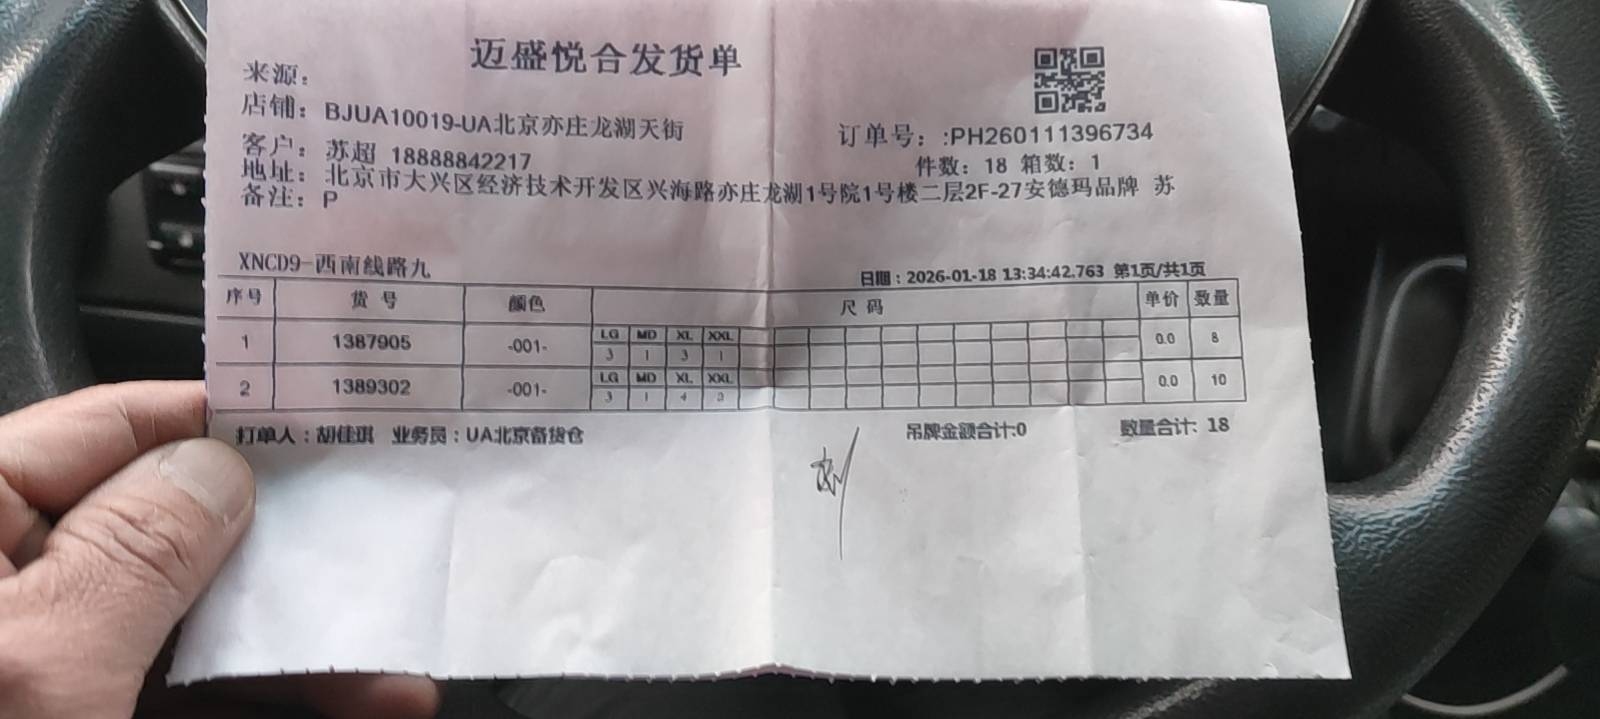 迈盛悦合发货单
来源：
店铺：BJUA10019-UA北京亦庄龙湖天街
订单号：:PH260111396734
客户：苏超 18888842217
件数：18 箱数：1
地址：北京市大兴区经济技术开发区兴海路亦庄龙湖1号院1号楼二层2F-27安德玛品牌 苏
备注：P
XNCD9-西南线路九
日期：2026-01-18 13:34:42.763 第1页/共1页
序号 货号 颜色 尺码 单价 数量
LG MD XL XXL
1 1387905 -001- 0.0 8
3 1 3 1
LG MD XL XXL
2 1389302 -001- 0.0 10
3 1 4 2
打单人：胡佳琪 业务员：UA北京备货仓 吊牌金额合计:0 数量合计: 18